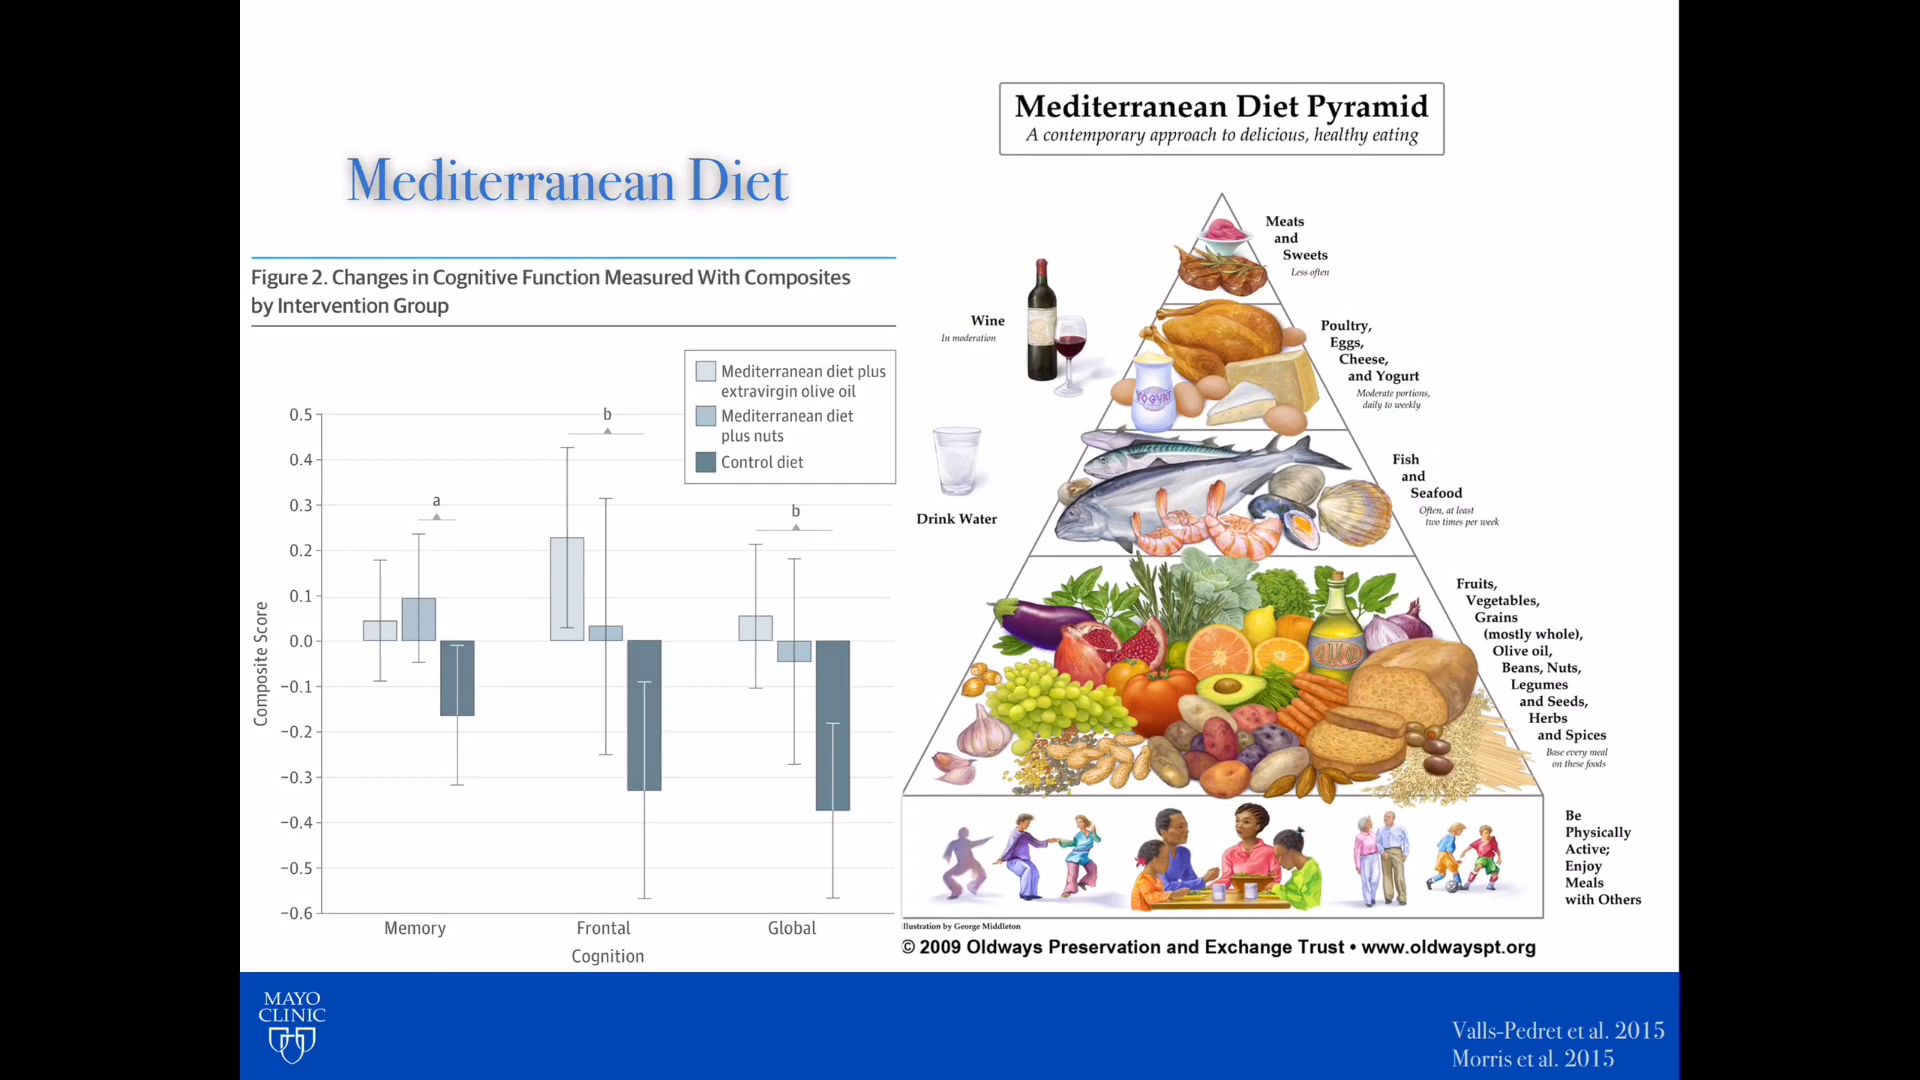 Mediterranean Diet
Figure 2. Changes in Cognitive Function Measured With Composites
by Intervention Group
Mediterranean diet plus
extravirgin olive oil
Mediterranean diet
plus nuts
Control diet
Composite Score
0.5
0.4
0.3
0.2
0.1
0.0
−0.1
−0.2
−0.3
−0.4
−0.5
−0.6
a
b
b
Memory
Frontal
Global
Cognition
Mediterranean Diet Pyramid
A contemporary approach to delicious, healthy eating
Meats
and
Sweets
Less often
Wine
In moderation
Poultry,
Eggs,
Cheese,
and Yogurt
Moderate portions,
daily to weekly
YOGURT
Drink Water
Fish
and
Seafood
Often, at least
two times per week
Fruits,
Vegetables,
Grains
(mostly whole),
Olive oil,
Beans, Nuts,
Legumes
and Seeds,
Herbs
and Spices
Base every meal
on these foods
Be
Physically
Active;
Enjoy
Meals
with Others
llustration by George Middleton
© 2009 Oldways Preservation and Exchange Trust • www.oldwayspt.org
MAYO
CLINIC
Valls-Pedret et al. 2015
Morris et al. 2015